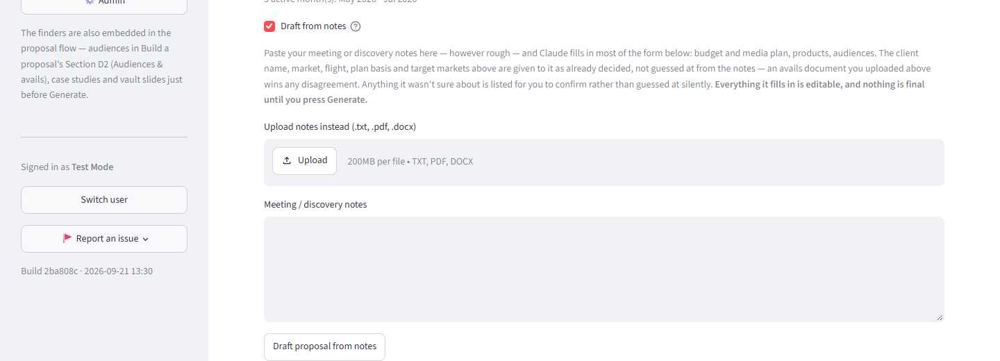 Admin
The finders are also embedded in the
proposal flow — audiences in Build a
proposal's Section D2 (Audiences &
avails), case studies and vault slides just
before Generate.
Signed in as Test Mode
Switch user
Report an issue
Build 2ba808c · 2026-09-21 13:30
3 active month(s): May 2026 - Jul 2026
Draft from notes
Paste your meeting or discovery notes here — however rough — and Claude fills in most of the form below: budget and media plan, products, audiences. The client
name, market, flight, plan basis and target markets above are given to it as already decided, not guessed at from the notes — an avails document you uploaded above
wins any disagreement. Anything it wasn't sure about is listed for you to confirm rather than guessed at silently. Everything it fills in is editable, and nothing is final
until you press Generate.
Upload notes instead (.txt, .pdf, .docx)
Upload
200MB per file • TXT, PDF, DOCX
Meeting / discovery notes
Draft proposal from notes